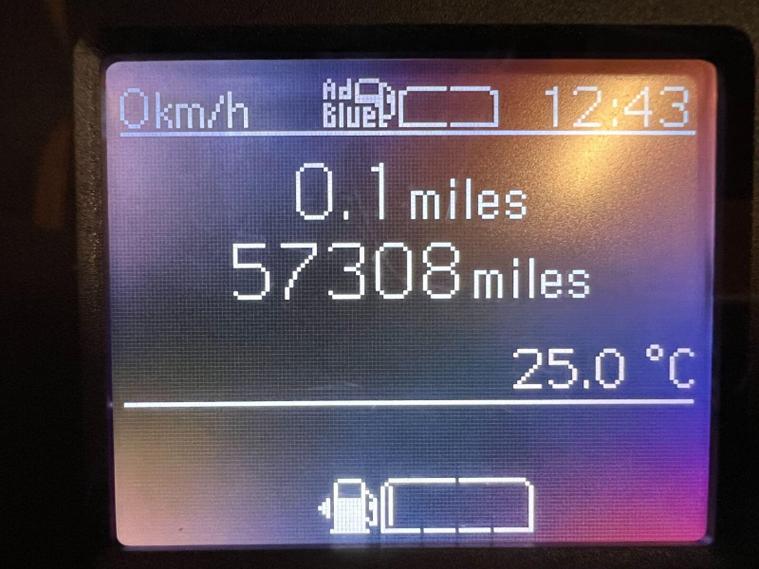 0km/h Ad Blue 12:43
0.1 miles
57308 miles
25.0 °C